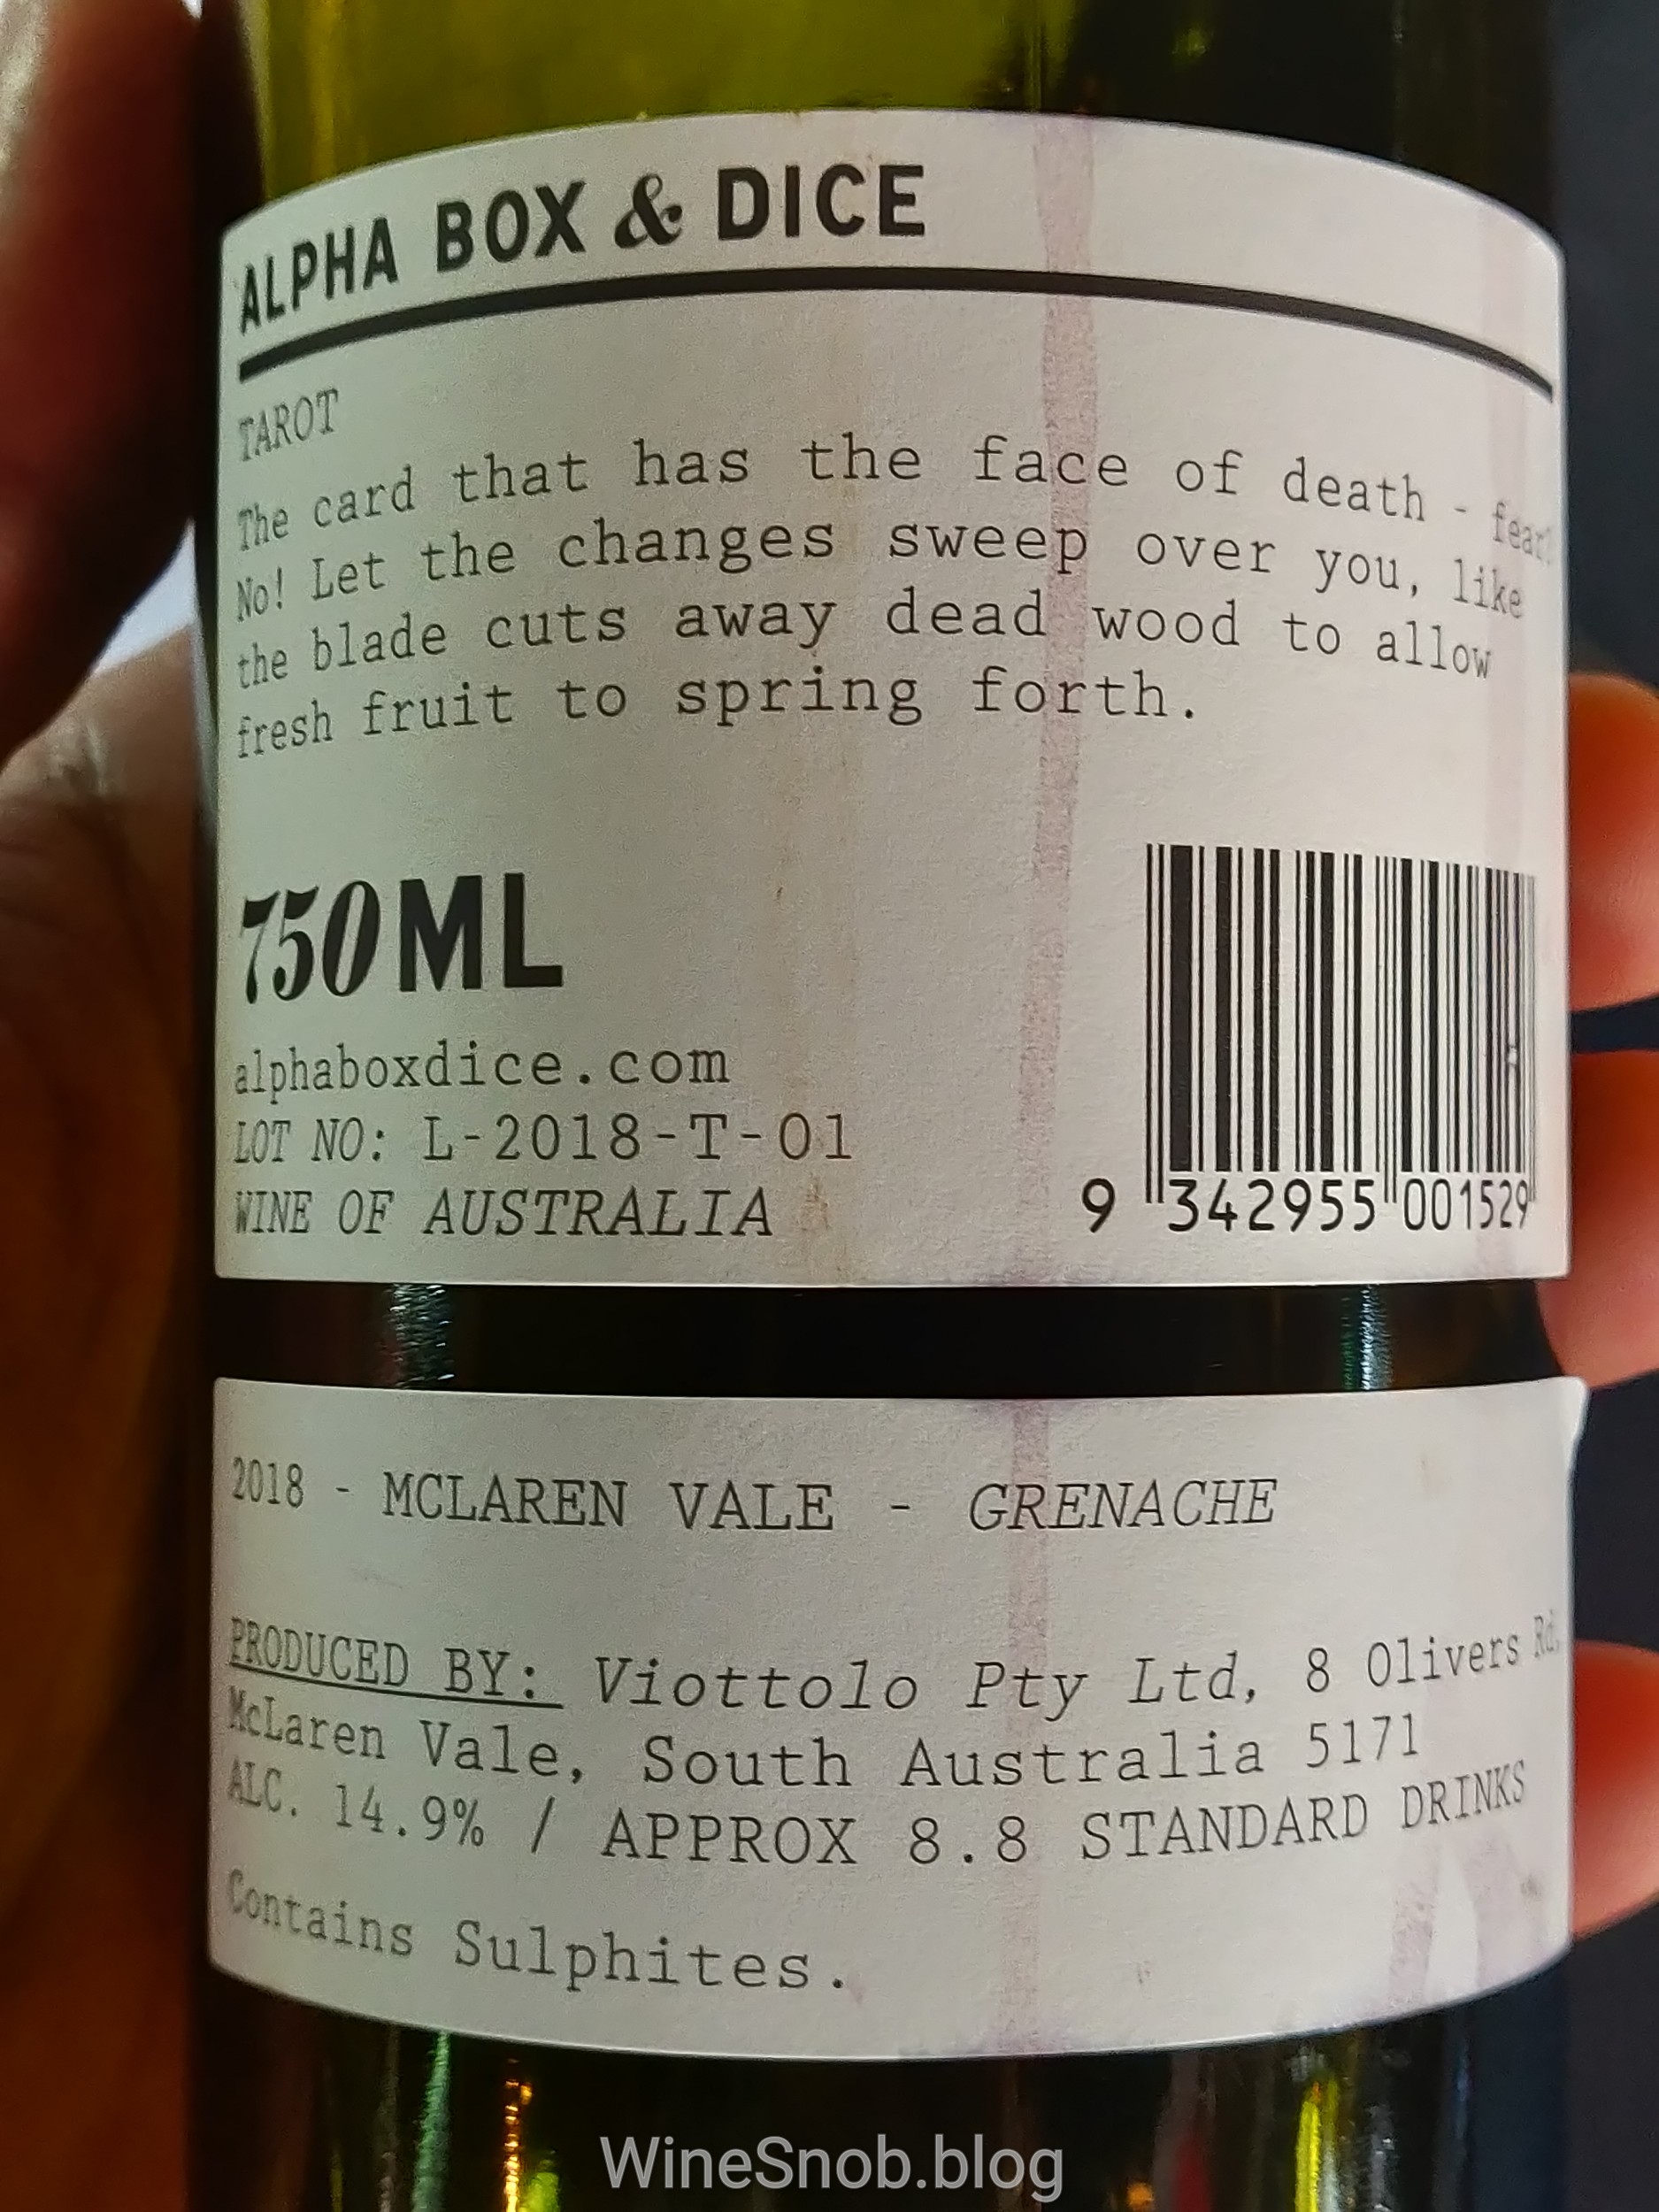 ALPHA BOX & DICE
TAROT
The card that has the face of death - fear?
No! Let the changes sweep over you, like
the blade cuts away dead wood to allow
fresh fruit to spring forth.
750ML
alphaboxdice.com
LOT NO: L-2018-T-01
WINE OF AUSTRALIA
9 342955 001529
2018 - MCLAREN VALE - GRENACHE
PRODUCED BY: Viottolo Pty Ltd, 8 Olivers Rd,
McLaren Vale, South Australia 5171
ALC. 14.9% / APPROX 8.8 STANDARD DRINKS
Contains Sulphites.
WineSnob.blog